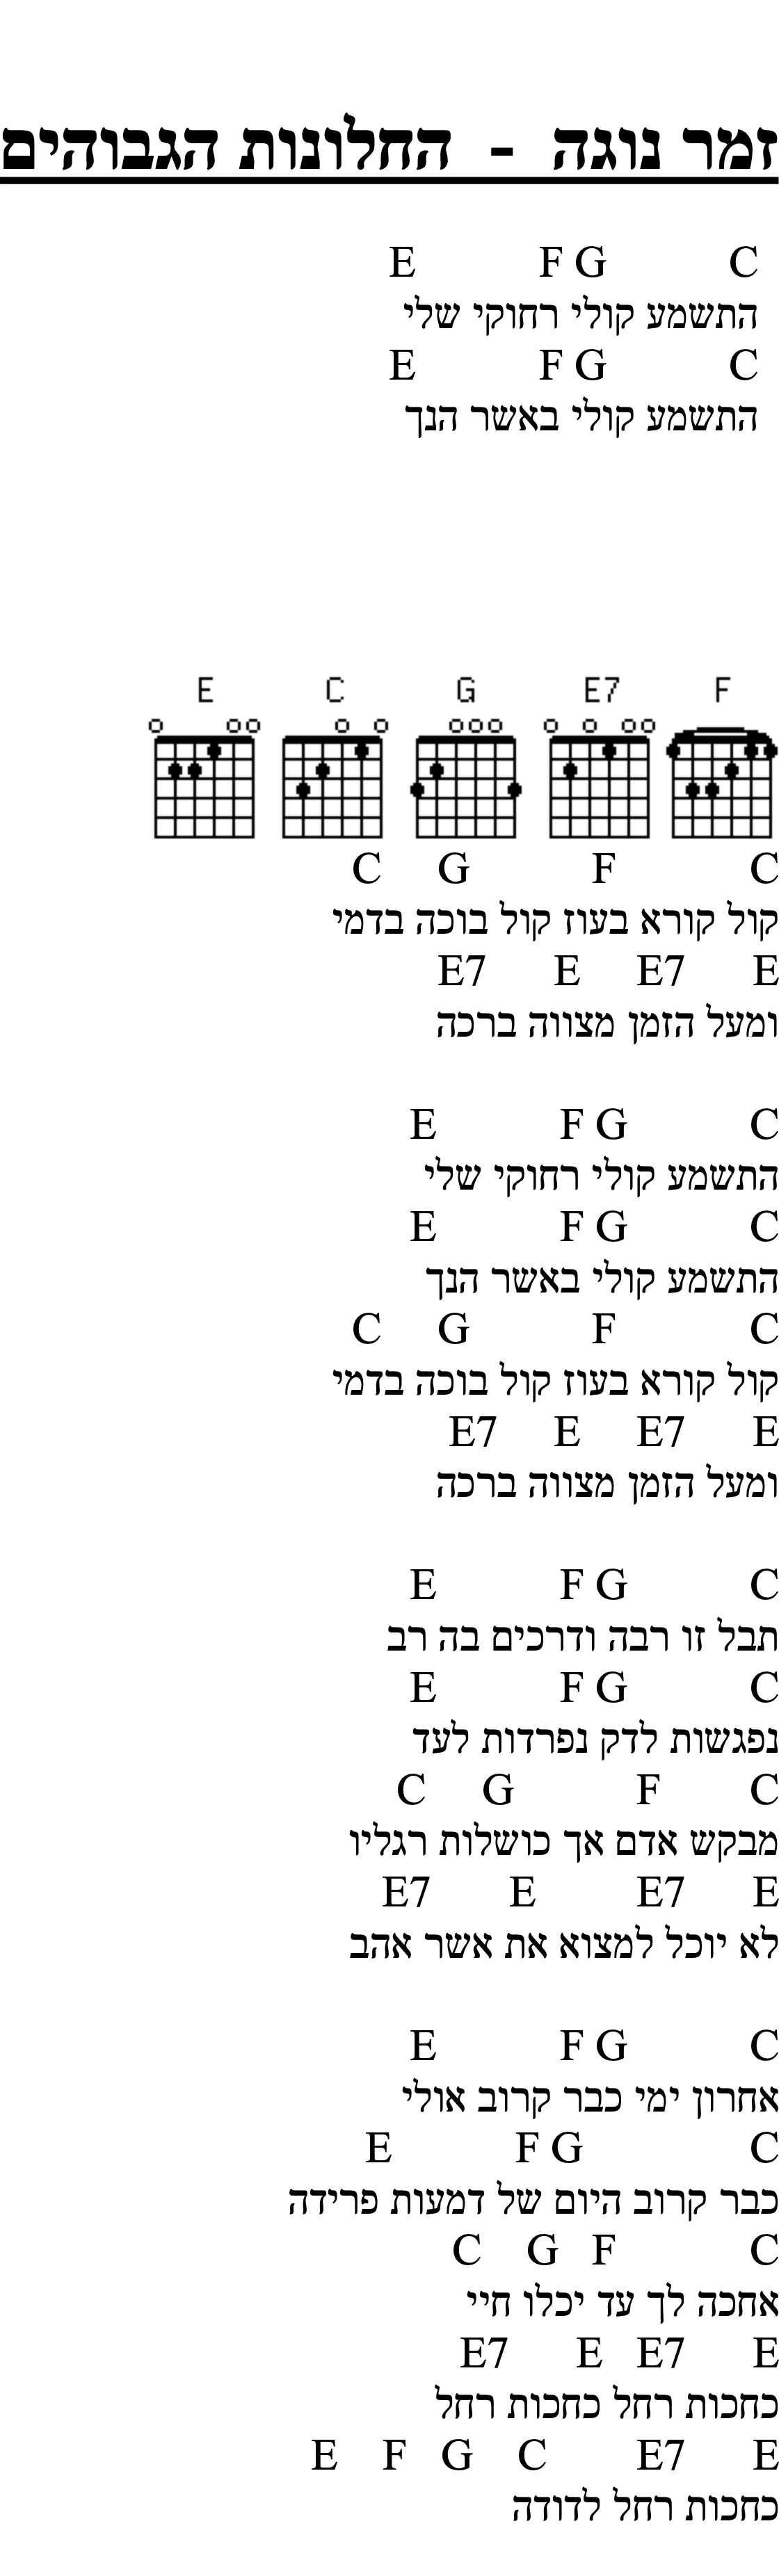 זמר נוגה - החלונות הגבוהים
E F G C
התשמע קולי רחוקי שלי
E F G C
התשמע קולי באשר הנך
E C G E7 F
C G F C
קול קורא בעוז קול בוכה בדמי
E7 E E7 E
ומעל הזמן מצווה ברכה
E F G C
התשמע קולי רחוקי שלי
E F G C
התשמע קולי באשר הנך
C G F C
קול קורא בעוז קול בוכה בדמי
E7 E E7 E
ומעל הזמן מצווה ברכה
E F G C
תבל זו רבה ודרכים בה רב
E F G C
נפגשות לדק נפרדות לעד
C G F C
מבקש אדם אך כושלות רגליו
E7 E E7 E
לא יוכל למצוא את אשר אהב
E F G C
אחרון ימי כבר קרוב אולי
E F G C
כבר קרוב היום של דמעות פרידה
C G F C
אחכה לך עד יכלו חיי
E7 E E7 E
כחכות רחל כחכות רחל
E F G C E7 E
כחכות רחל לדודה